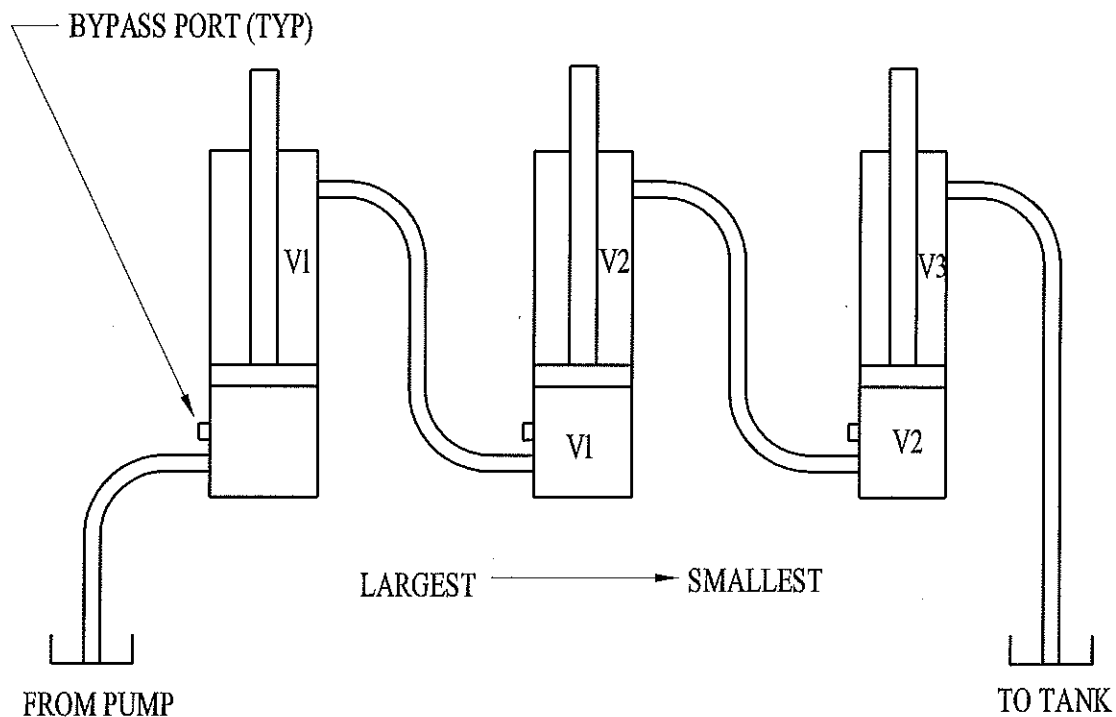 BYPASS PORT (TYP)
V1
V2
V3
V1
V2
LARGEST
SMALLEST
FROM PUMP
TO TANK